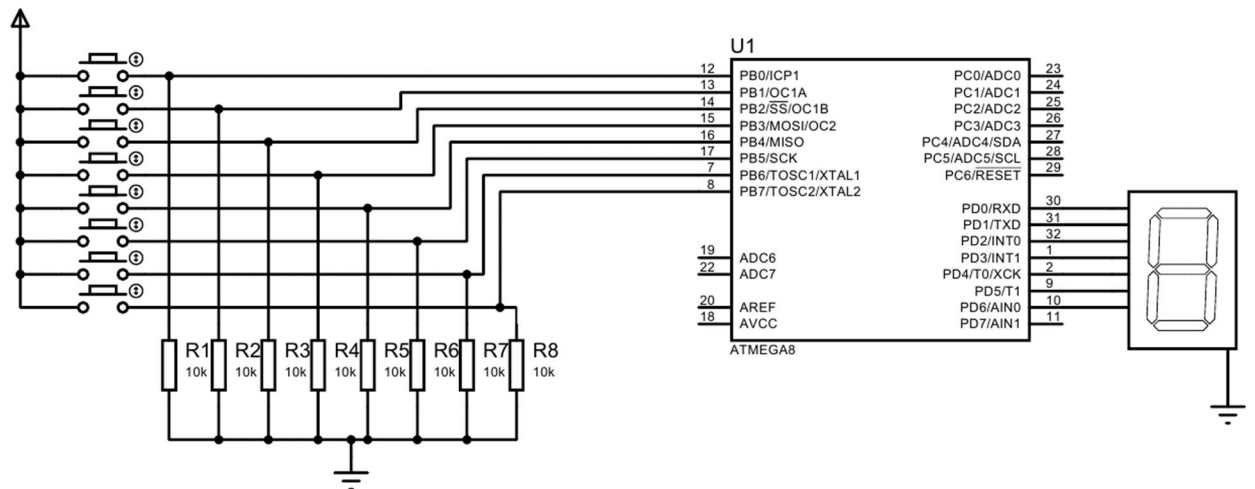 U1
12 PB0/ICP1 PC0/ADC0 23
13 PB1/OC1A PC1/ADC1 24
14 PB2/SS/OC1B PC2/ADC2 25
15 PB3/MOSI/OC2 PC3/ADC3 26
16 PB4/MISO PC4/ADC4/SDA 27
17 PB5/SCK PC5/ADC5/SCL 28
7 PB6/TOSC1/XTAL1 PC6/RESET 29
8 PB7/TOSC2/XTAL2
PD0/RXD 30
PD1/TXD 31
PD2/INT0 32
19 ADC6 PD3/INT1 1
22 ADC7 PD4/T0/XCK 2
PD5/T1 9
20 AREF PD6/AIN0 10
18 AVCC PD7/AIN1 11
ATMEGA8
R1 R2 R3 R4 R5 R6 R7 R8
10k 10k 10k 10k 10k 10k 10k 10k